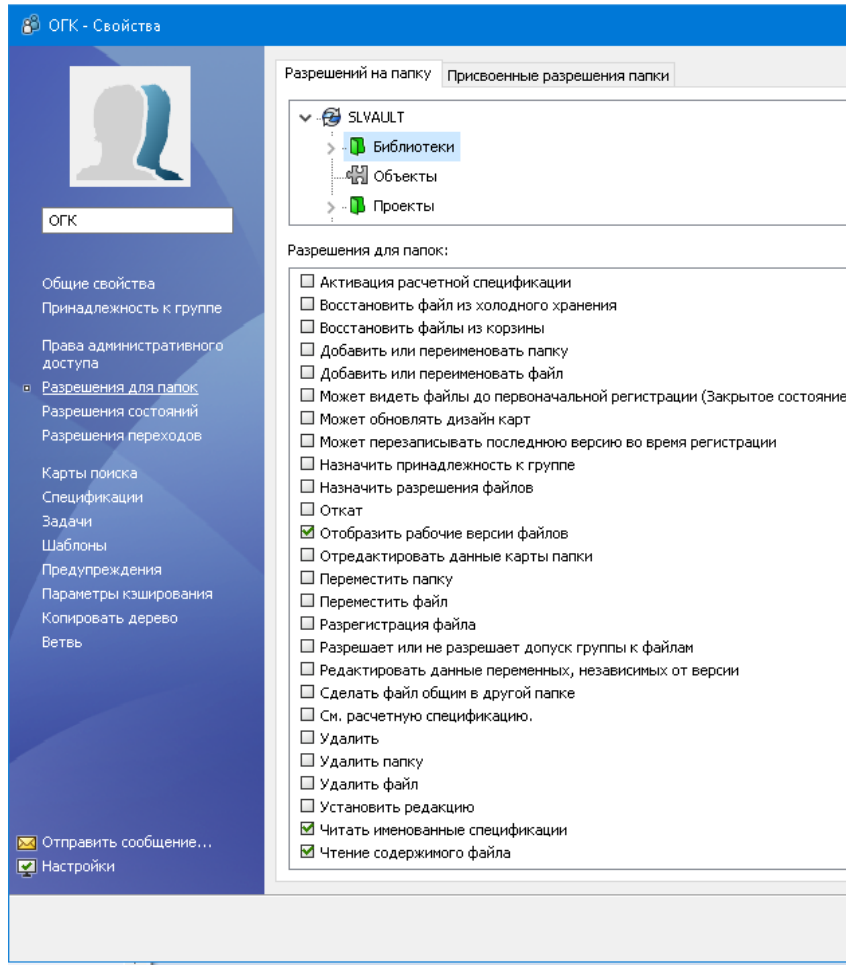 ОГК - Свойства
Разрешений на папку
Присвоенные разрешения папки
SLVAULT
Библиотеки
Объекты
Проекты
ОГК
Общие свойства
Принадлежность к группе
Права административного
доступа
Разрешения для папок
Разрешения состояний
Разрешения переходов
Карты поиска
Спецификации
Задачи
Шаблоны
Предупреждения
Параметры кэширования
Копировать дерево
Ветвь
Отправить сообщение...
Настройки
Разрешения для папок:
Активация расчетной спецификации
Восстановить файл из холодного хранения
Восстановить файлы из корзины
Добавить или переименовать папку
Добавить или переименовать файл
Может видеть файлы до первоначальной регистрации (Закрытое состояние
Может обновлять дизайн карт
Может перезаписывать последнюю версию во время регистрации
Назначить принадлежность к группе
Назначить разрешения файлов
Откат
Отобразить рабочие версии файлов
Отредактировать данные карты папки
Переместить папку
Переместить файл
Разрегистрация файла
Разрешает или не разрешает допуск группы к файлам
Редактировать данные переменных, независимых от версии
Сделать файл общим в другой папке
См. расчетную спецификацию.
Удалить
Удалить папку
Удалить файл
Установить редакцию
Читать именованные спецификации
Чтение содержимого файла